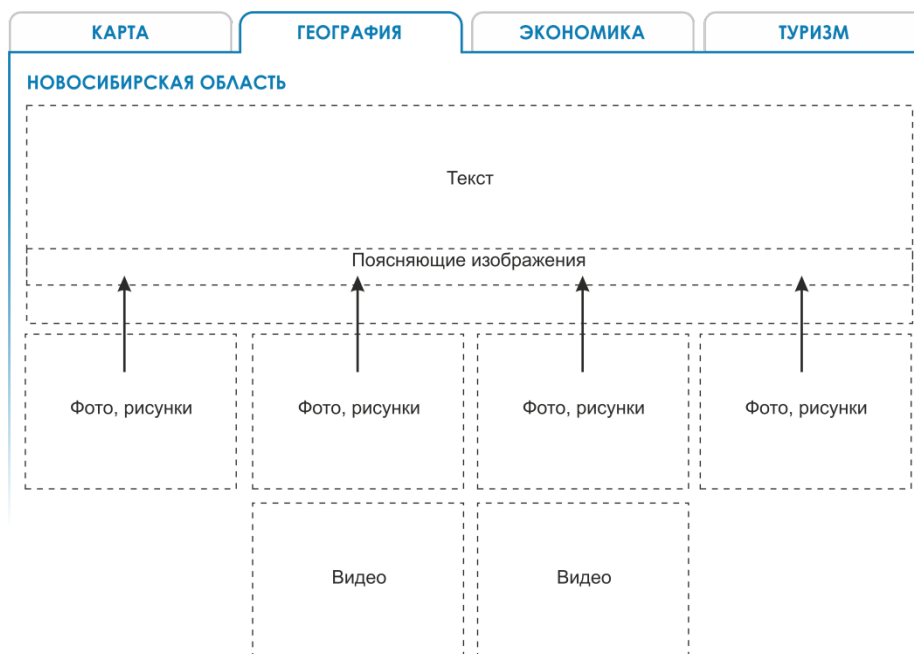 КАРТА
ГЕОГРАФИЯ
ЭКОНОМИКА
ТУРИЗМ
НОВОСИБИРСКАЯ ОБЛАСТЬ
Текст
Поясняющие изображения
Фото, рисунки
Фото, рисунки
Фото, рисунки
Фото, рисунки
Видео
Видео